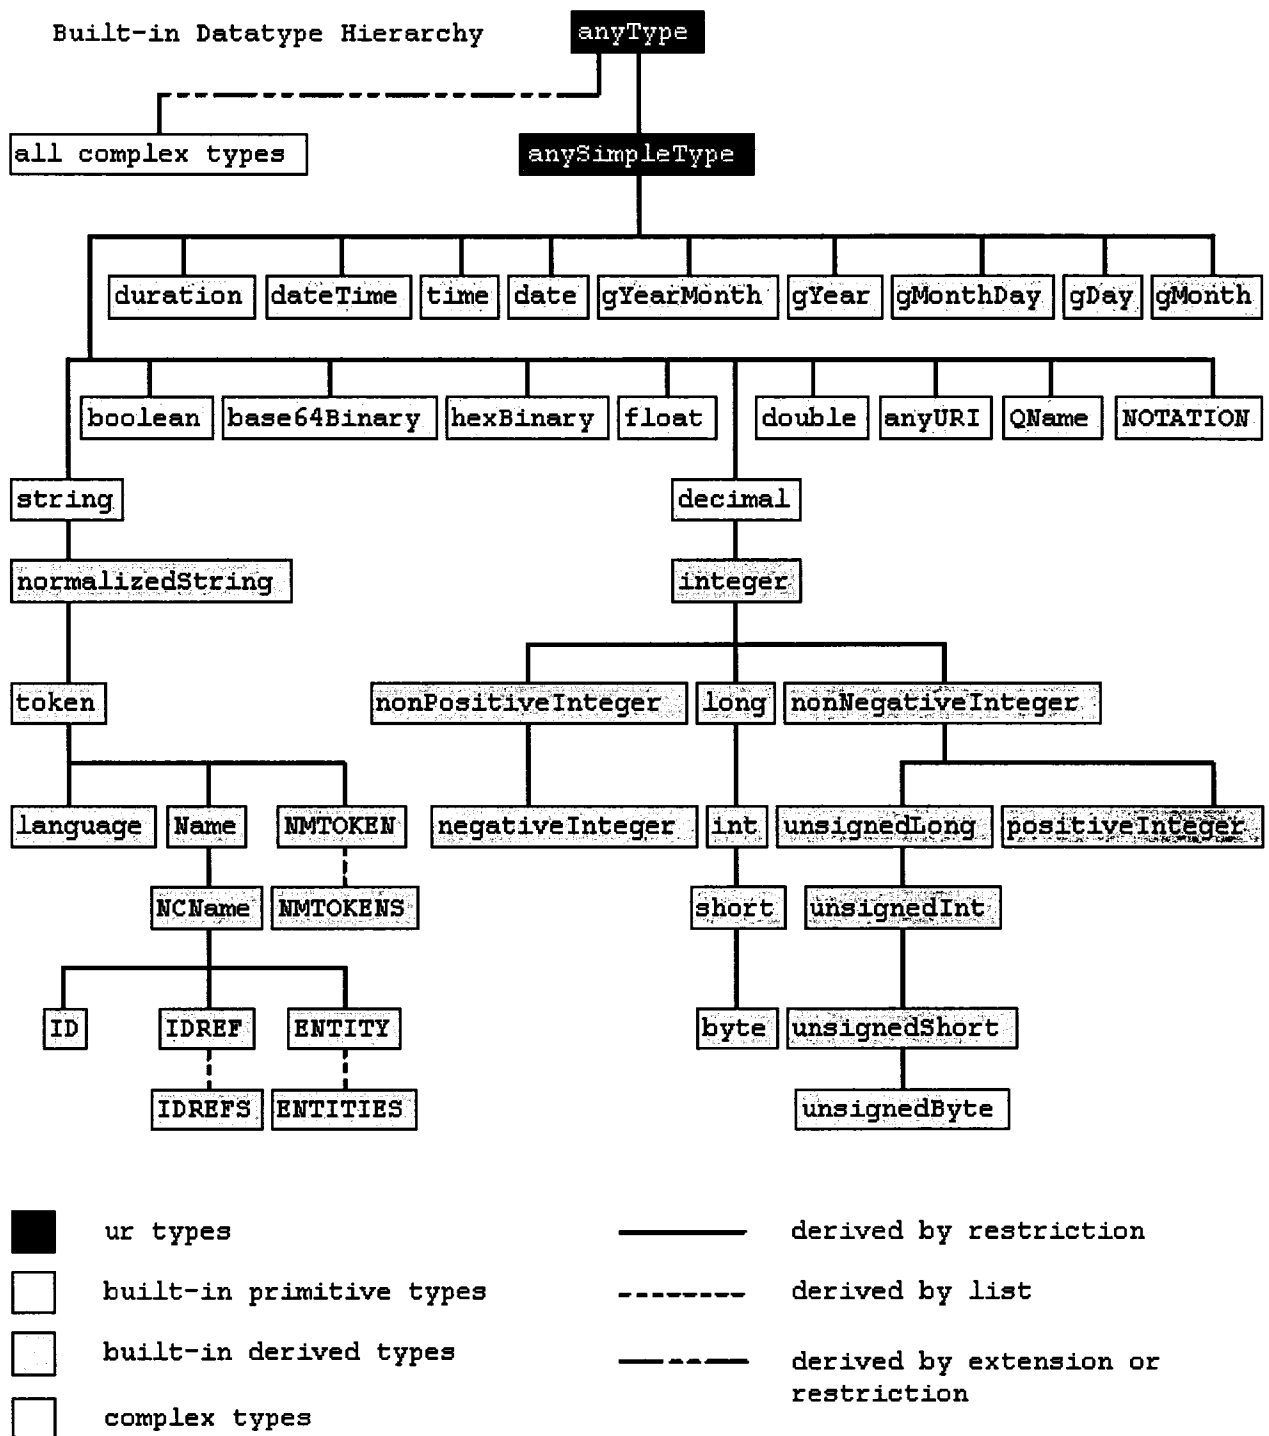 Built-in Datatype Hierarchy
anyType
all complex types
anySimpleType
duration dateTime time date gYearMonth gYear gMonthDay gDay gMonth
boolean base64Binary hexBinary float double anyURI QName NOTATION
string decimal
normalizedString integer
token nonPositiveInteger long nonNegativeInteger
language Name NMTOKEN negativeInteger int unsignedLong positiveInteger
NCName NMTOKENS short unsignedInt
ID IDREF ENTITY byte unsignedShort
IDREFS ENTITIES unsignedByte
ur types
derived by restriction
built-in primitive types
derived by list
built-in derived types
derived by extension or
restriction
complex types